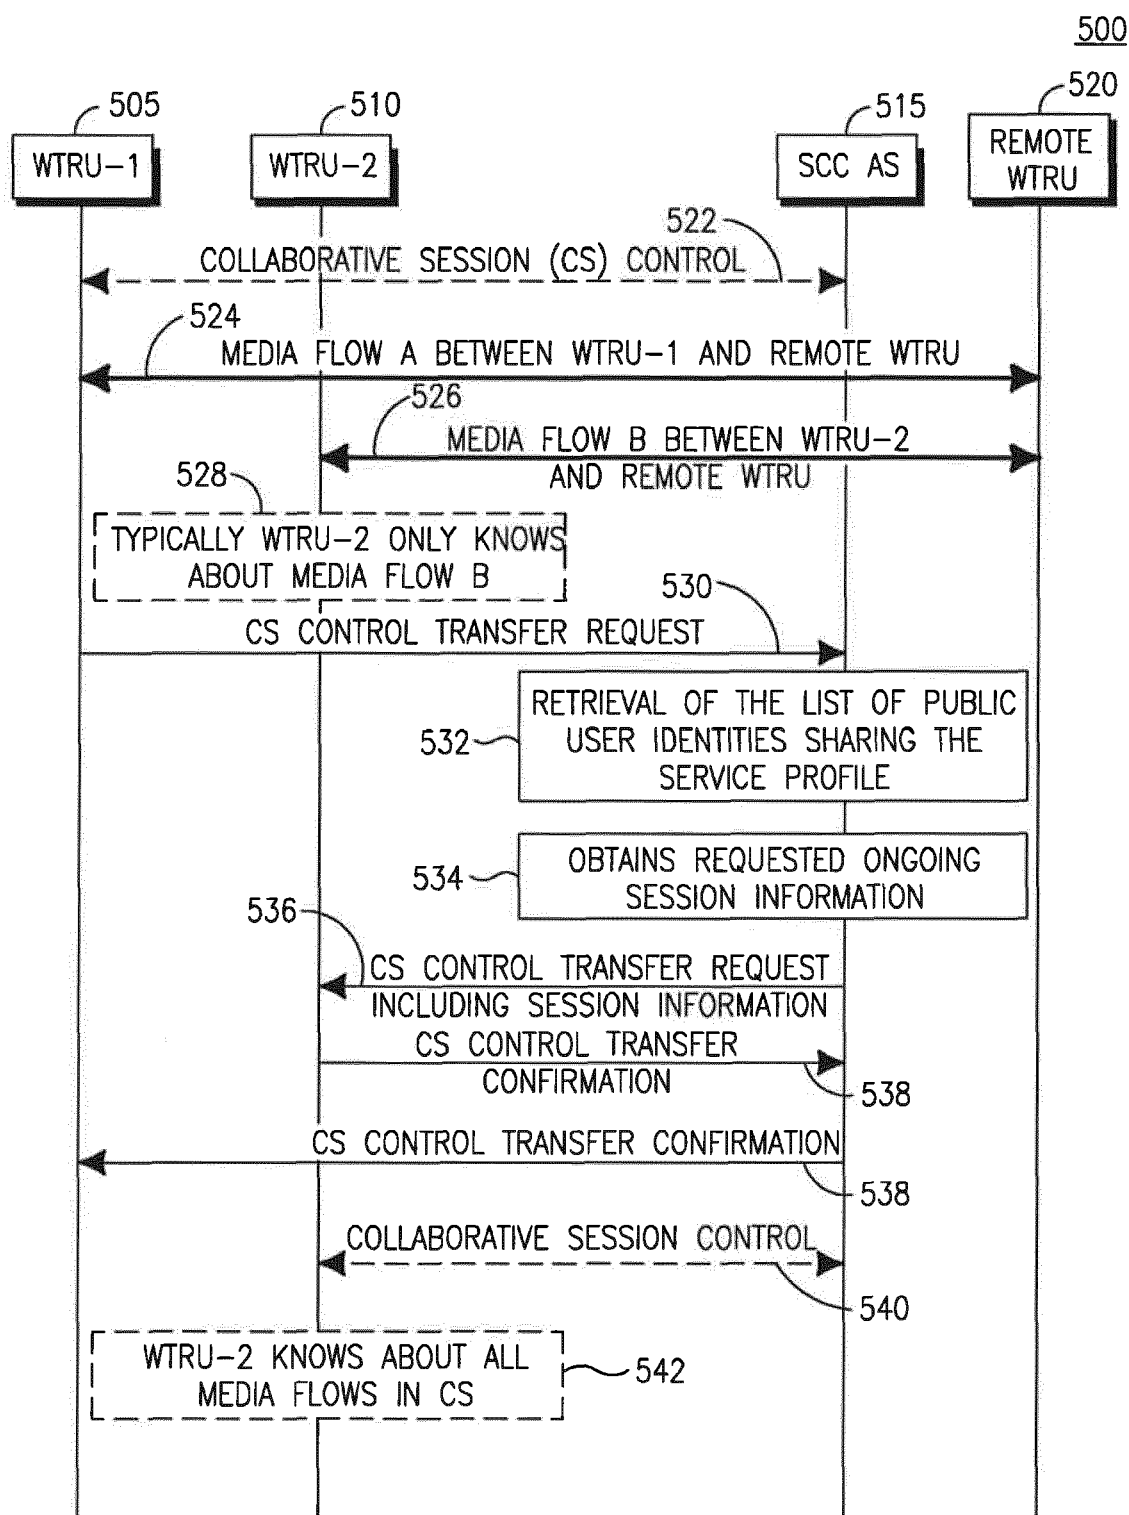 500
505
510
515
520
WTRU-1
WTRU-2
SCC AS
REMOTE
WTRU
522
COLLABORATIVE SESSION (CS) CONTROL
524
MEDIA FLOW A BETWEEN WTRU-1 AND REMOTE WTRU
526
MEDIA FLOW B BETWEEN WTRU-2
AND REMOTE WTRU
528
TYPICALLY WTRU-2 ONLY KNOWS
ABOUT MEDIA FLOW B
530
CS CONTROL TRANSFER REQUEST
RETRIEVAL OF THE LIST OF PUBLIC
USER IDENTITIES SHARING THE
SERVICE PROFILE
532
OBTAINS REQUESTED ONGOING
SESSION INFORMATION
534
536
CS CONTROL TRANSFER REQUEST
INCLUDING SESSION INFORMATION
CS CONTROL TRANSFER
CONFIRMATION
538
CS CONTROL TRANSFER CONFIRMATION
538
COLLABORATIVE SESSION CONTROL
540
WTRU-2 KNOWS ABOUT ALL
MEDIA FLOWS IN CS
542